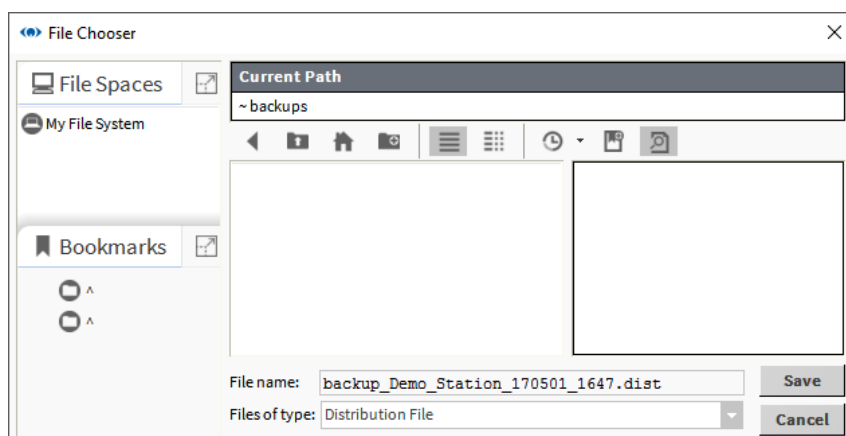 File Chooser
File Spaces
My File System
Bookmarks
^
^
Current Path
~ backups
File name: backup_Demo_Station_170501_1647.dist
Save
Files of type: Distribution File
Cancel